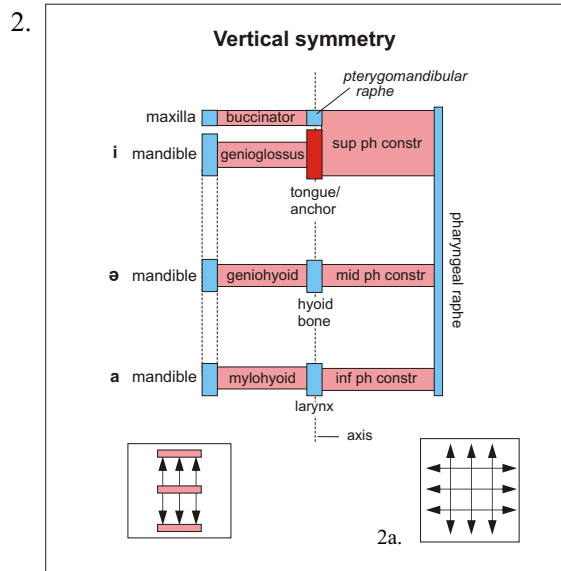 2.
Vertical symmetry
pterygomandibular
raphe
maxilla buccinator
sup ph constr
i mandible genioglossus
tongue/
anchor
pharyngeal raphe
ə mandible geniohyoid mid ph constr
hyoid
bone
a mandible mylohyoid inf ph constr
larynx
axis
2a.